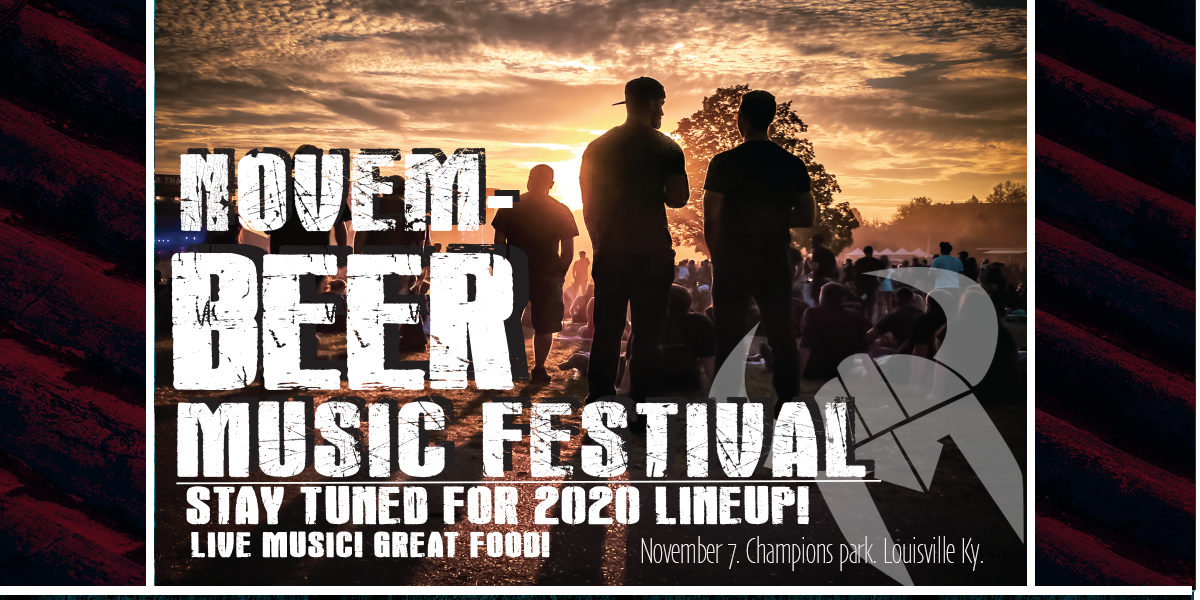 NOVEM-
BEER
MUSIC FESTIVAL
STAY TUNED FOR 2020 LINEUP!
LIVE MUSIC! GREAT FOOD!
November 7. Champions park. Louisville Ky.